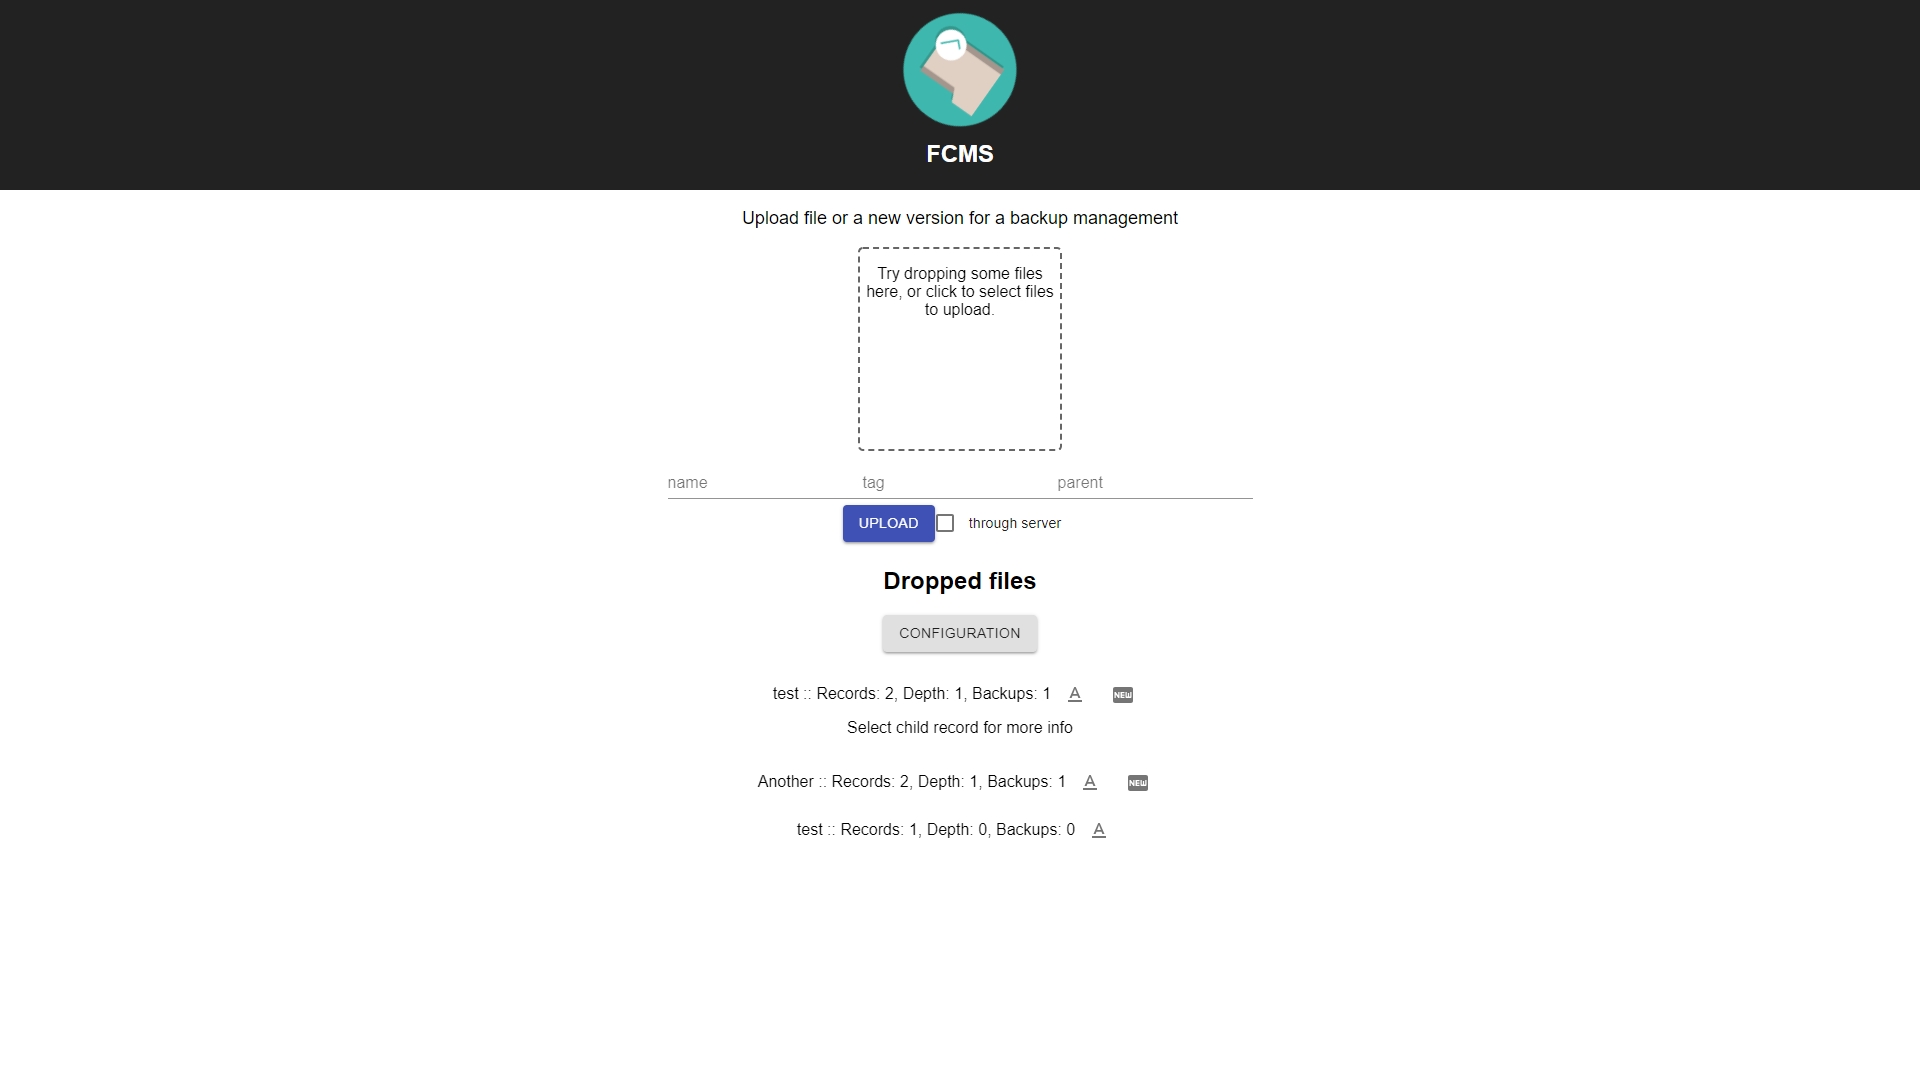 FCMS
Upload file or a new version for a backup management
Try dropping some files
here, or click to select files
to upload.
name tag parent
UPLOAD through server
Dropped files
CONFIGURATION
test :: Records: 2, Depth: 1, Backups: 1 A NEW
Select child record for more info
Another :: Records: 2, Depth: 1, Backups: 1 A NEW
test :: Records: 1, Depth: 0, Backups: 0 A